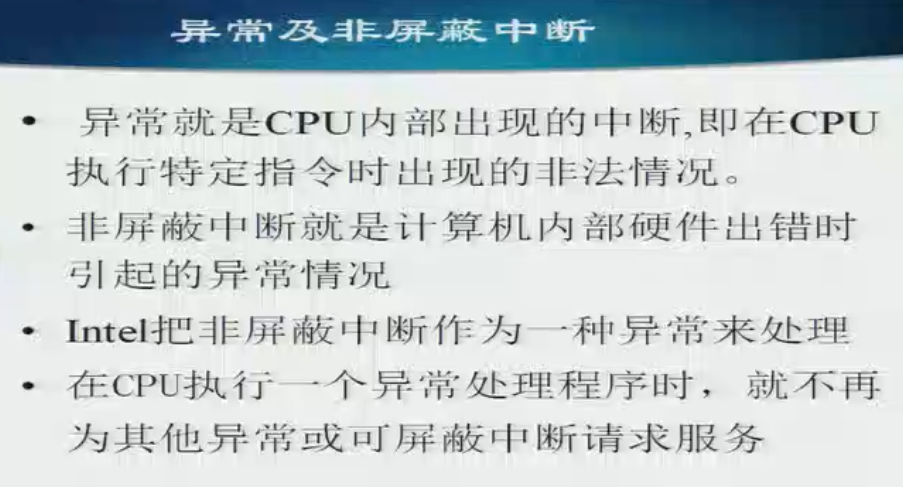 异常及非屏蔽中断
• 异常就是CPU内部出现的中断,即在CPU
执行特定指令时出现的非法情况。
• 非屏蔽中断就是计算机内部硬件出错时
引起的异常情况
• Intel把非屏蔽中断作为一种异常来处理
• 在CPU执行一个异常处理程序时，就不再
为其他异常或可屏蔽中断请求服务